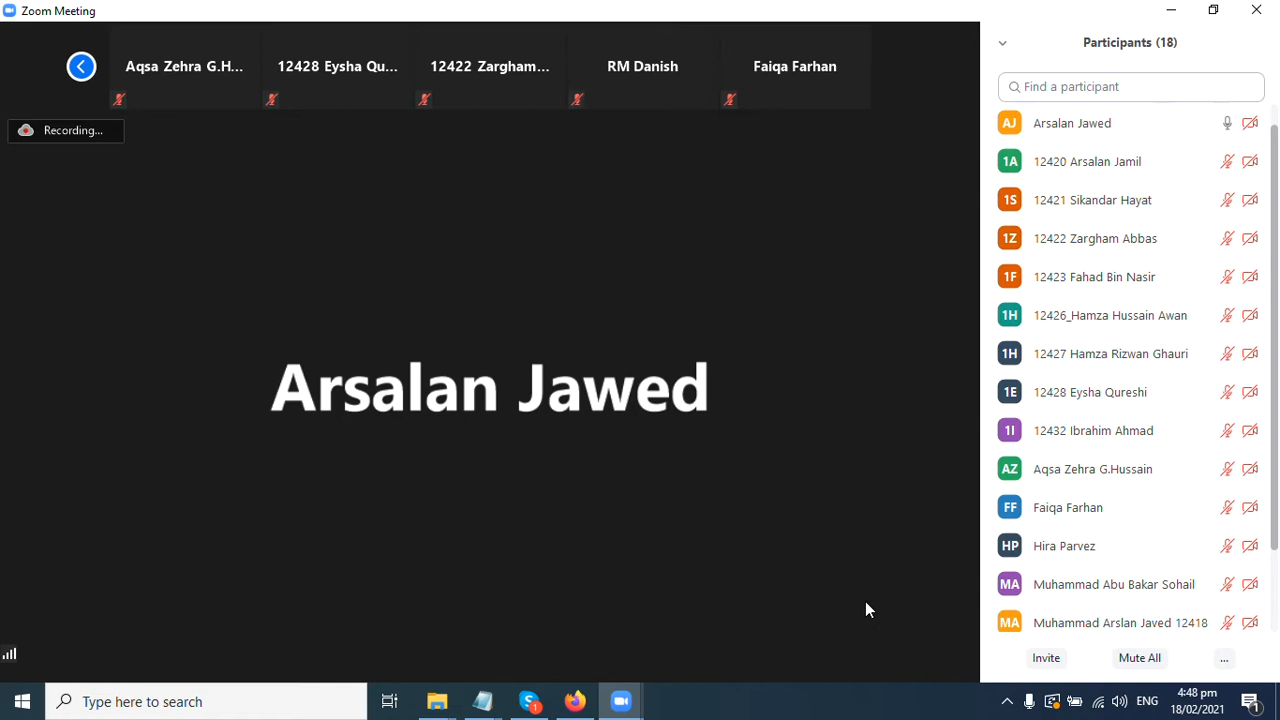 Zoom Meeting
Aqsa Zehra G.H...
12428 Eysha Qu...
12422 Zargham...
RM Danish
Faiqa Farhan
Recording...
Arsalan Jawed
Participants (18)
Find a participant
AJ Arsalan Jawed
1A 12420 Arsalan Jamil
1S 12421 Sikandar Hayat
1Z 12422 Zargham Abbas
1F 12423 Fahad Bin Nasir
1H 12426_Hamza Hussain Awan
1H 12427 Hamza Rizwan Ghauri
1E 12428 Eysha Qureshi
1I 12432 Ibrahim Ahmad
AZ Aqsa Zehra G.Hussain
FF Faiqa Farhan
HP Hira Parvez
MA Muhammad Abu Bakar Sohail
MA Muhammad Arslan Javed 12418
Invite
Mute All
...
Type here to search
S
1
ENG
4:48 pm
18/02/2021
1